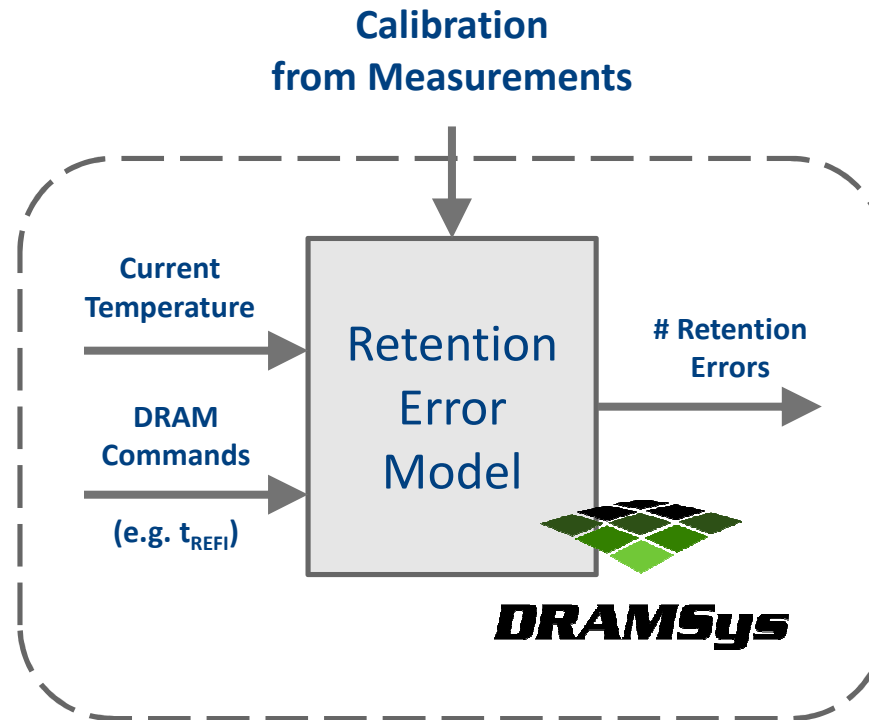 Calibration
from Measurements
Current
Temperature
DRAM
Commands
(e.g. tREFI)
Retention
Error
Model
# Retention
Errors
DRAMSys